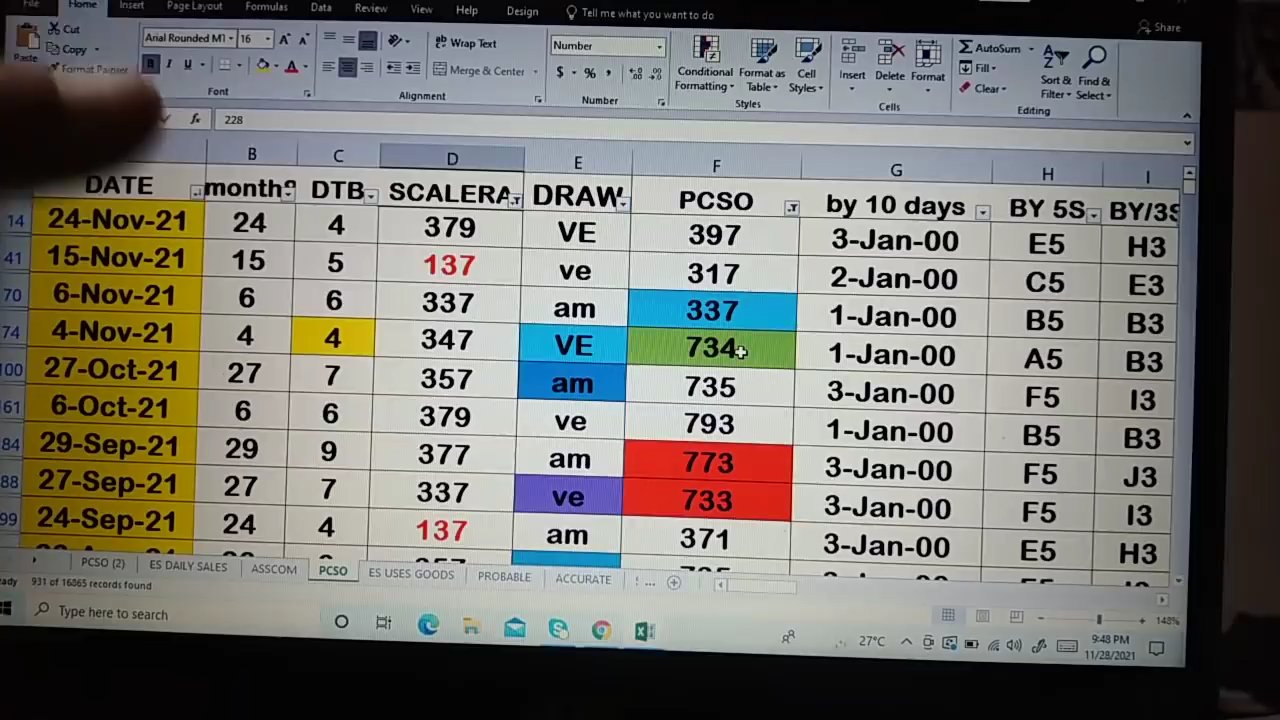 File Home Insert Page Layout Formulas Data Review View Help Design Tell me what you want to do Share
Cut
Copy
Format Painter
Paste
Arial Rounded MT 16
Wrap Text
Merge & Center
Number
Conditional Formatting
Format as Table
Cell Styles
Insert Delete Format
AutoSum
Fill
Clear
Sort & Filter
Find & Select
Font Alignment Number Styles Cells Editing
fx 228
B C D E F G H I
DATE month DTB SCALERA DRAW PCSO by 10 days BY 5S BY/3S
14 24-Nov-21 24 4 379 VE 397 3-Jan-00 E5 H3
41 15-Nov-21 15 5 137 ve 317 2-Jan-00 C5 E3
70 6-Nov-21 6 6 337 am 337 1-Jan-00 B5 B3
74 4-Nov-21 4 4 347 VE 734 1-Jan-00 A5 B3
100 27-Oct-21 27 7 357 am 735 3-Jan-00 F5 I3
161 6-Oct-21 6 6 379 ve 793 1-Jan-00 B5 B3
84 29-Sep-21 29 9 377 am 773 3-Jan-00 F5 J3
88 27-Sep-21 27 7 337 ve 733 3-Jan-00 F5 I3
99 24-Sep-21 24 4 137 am 371 3-Jan-00 E5 H3
PCSO (2) ES DAILY SALES ASSCOM PCSO ES USES GOODS PROBABLE ACCURATE
931 of 16865 records found
148%
Type here to search
27°C
9:48 PM
11/28/2021